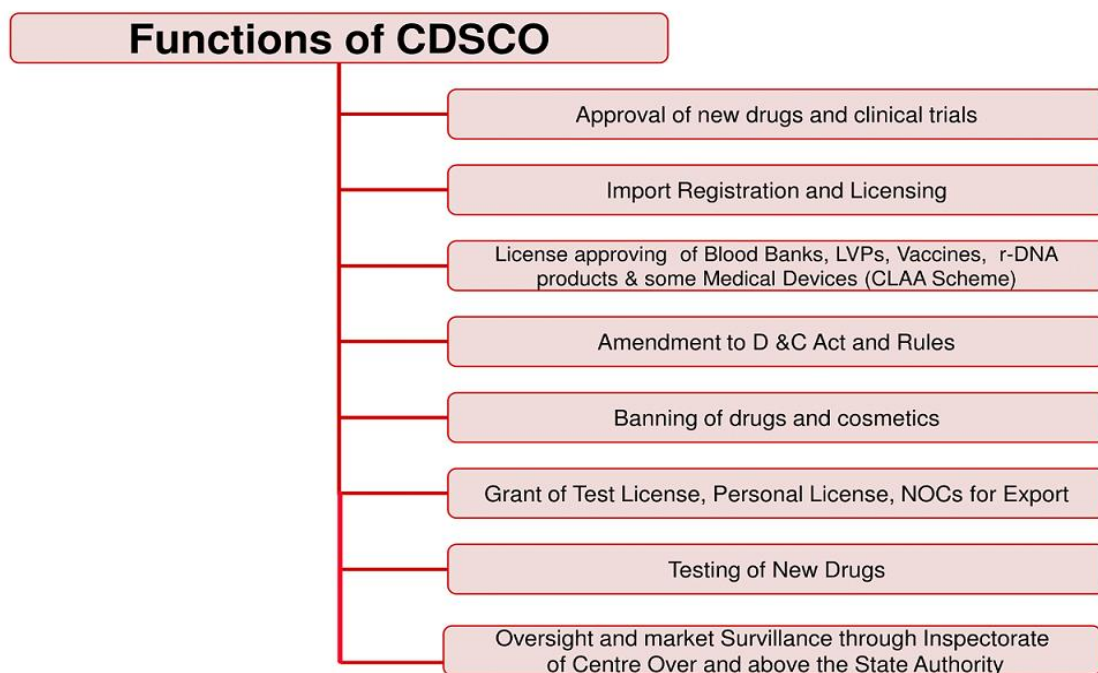 Functions of CDSCO
Approval of new drugs and clinical trials
Import Registration and Licensing
License approving of Blood Banks, LVPs, Vaccines, r-DNA
products & some Medical Devices (CLAA Scheme)
Amendment to D &C Act and Rules
Banning of drugs and cosmetics
Grant of Test License, Personal License, NOCs for Export
Testing of New Drugs
Oversight and market Survillance through Inspectorate
of Centre Over and above the State Authority